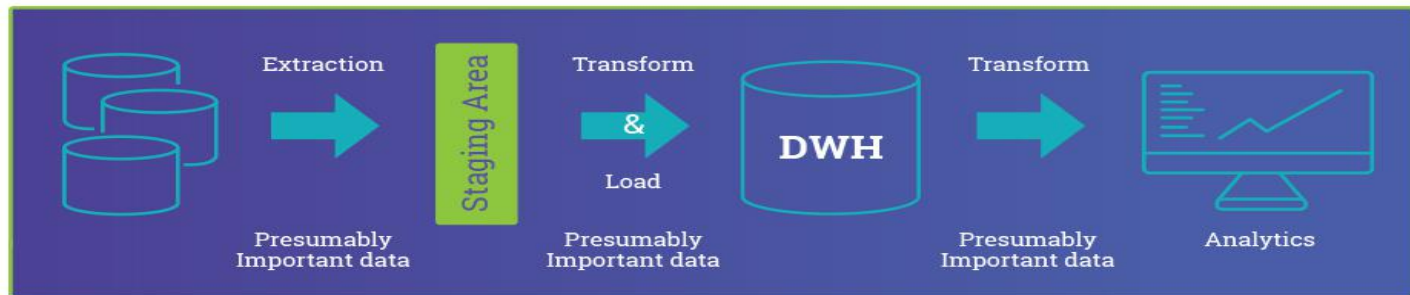 Extraction
Staging Area
Transform
&
Load
DWH
Transform
Presumably
Important data
Presumably
Important data
Presumably
Important data
Analytics